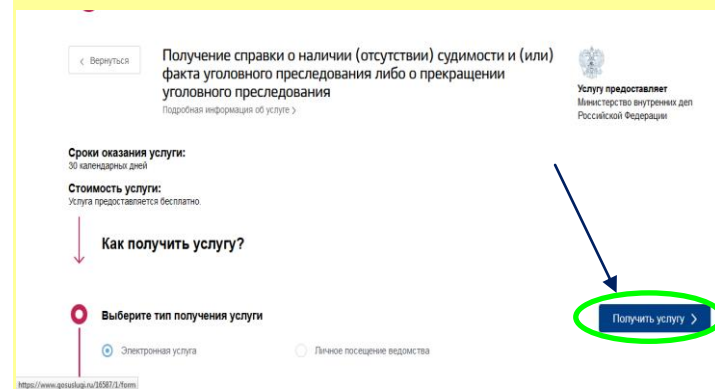 < Вернуться
Получение справки о наличии (отсутствии) судимости и (или)
факта уголовного преследования либо о прекращении
уголовного преследования
Подробная информация об услуге >
Услугу предоставляет
Министерство внутренних дел
Российской Федерации
Сроки оказания услуги:
30 календарных дней
Стоимость услуги:
Услуга предоставляется бесплатно.
Как получить услугу?
Выберите тип получения услуги
Получить услугу >
Электронная услуга
Личное посещение ведомства
https://www.gosuslugi.ru/16587/1/form